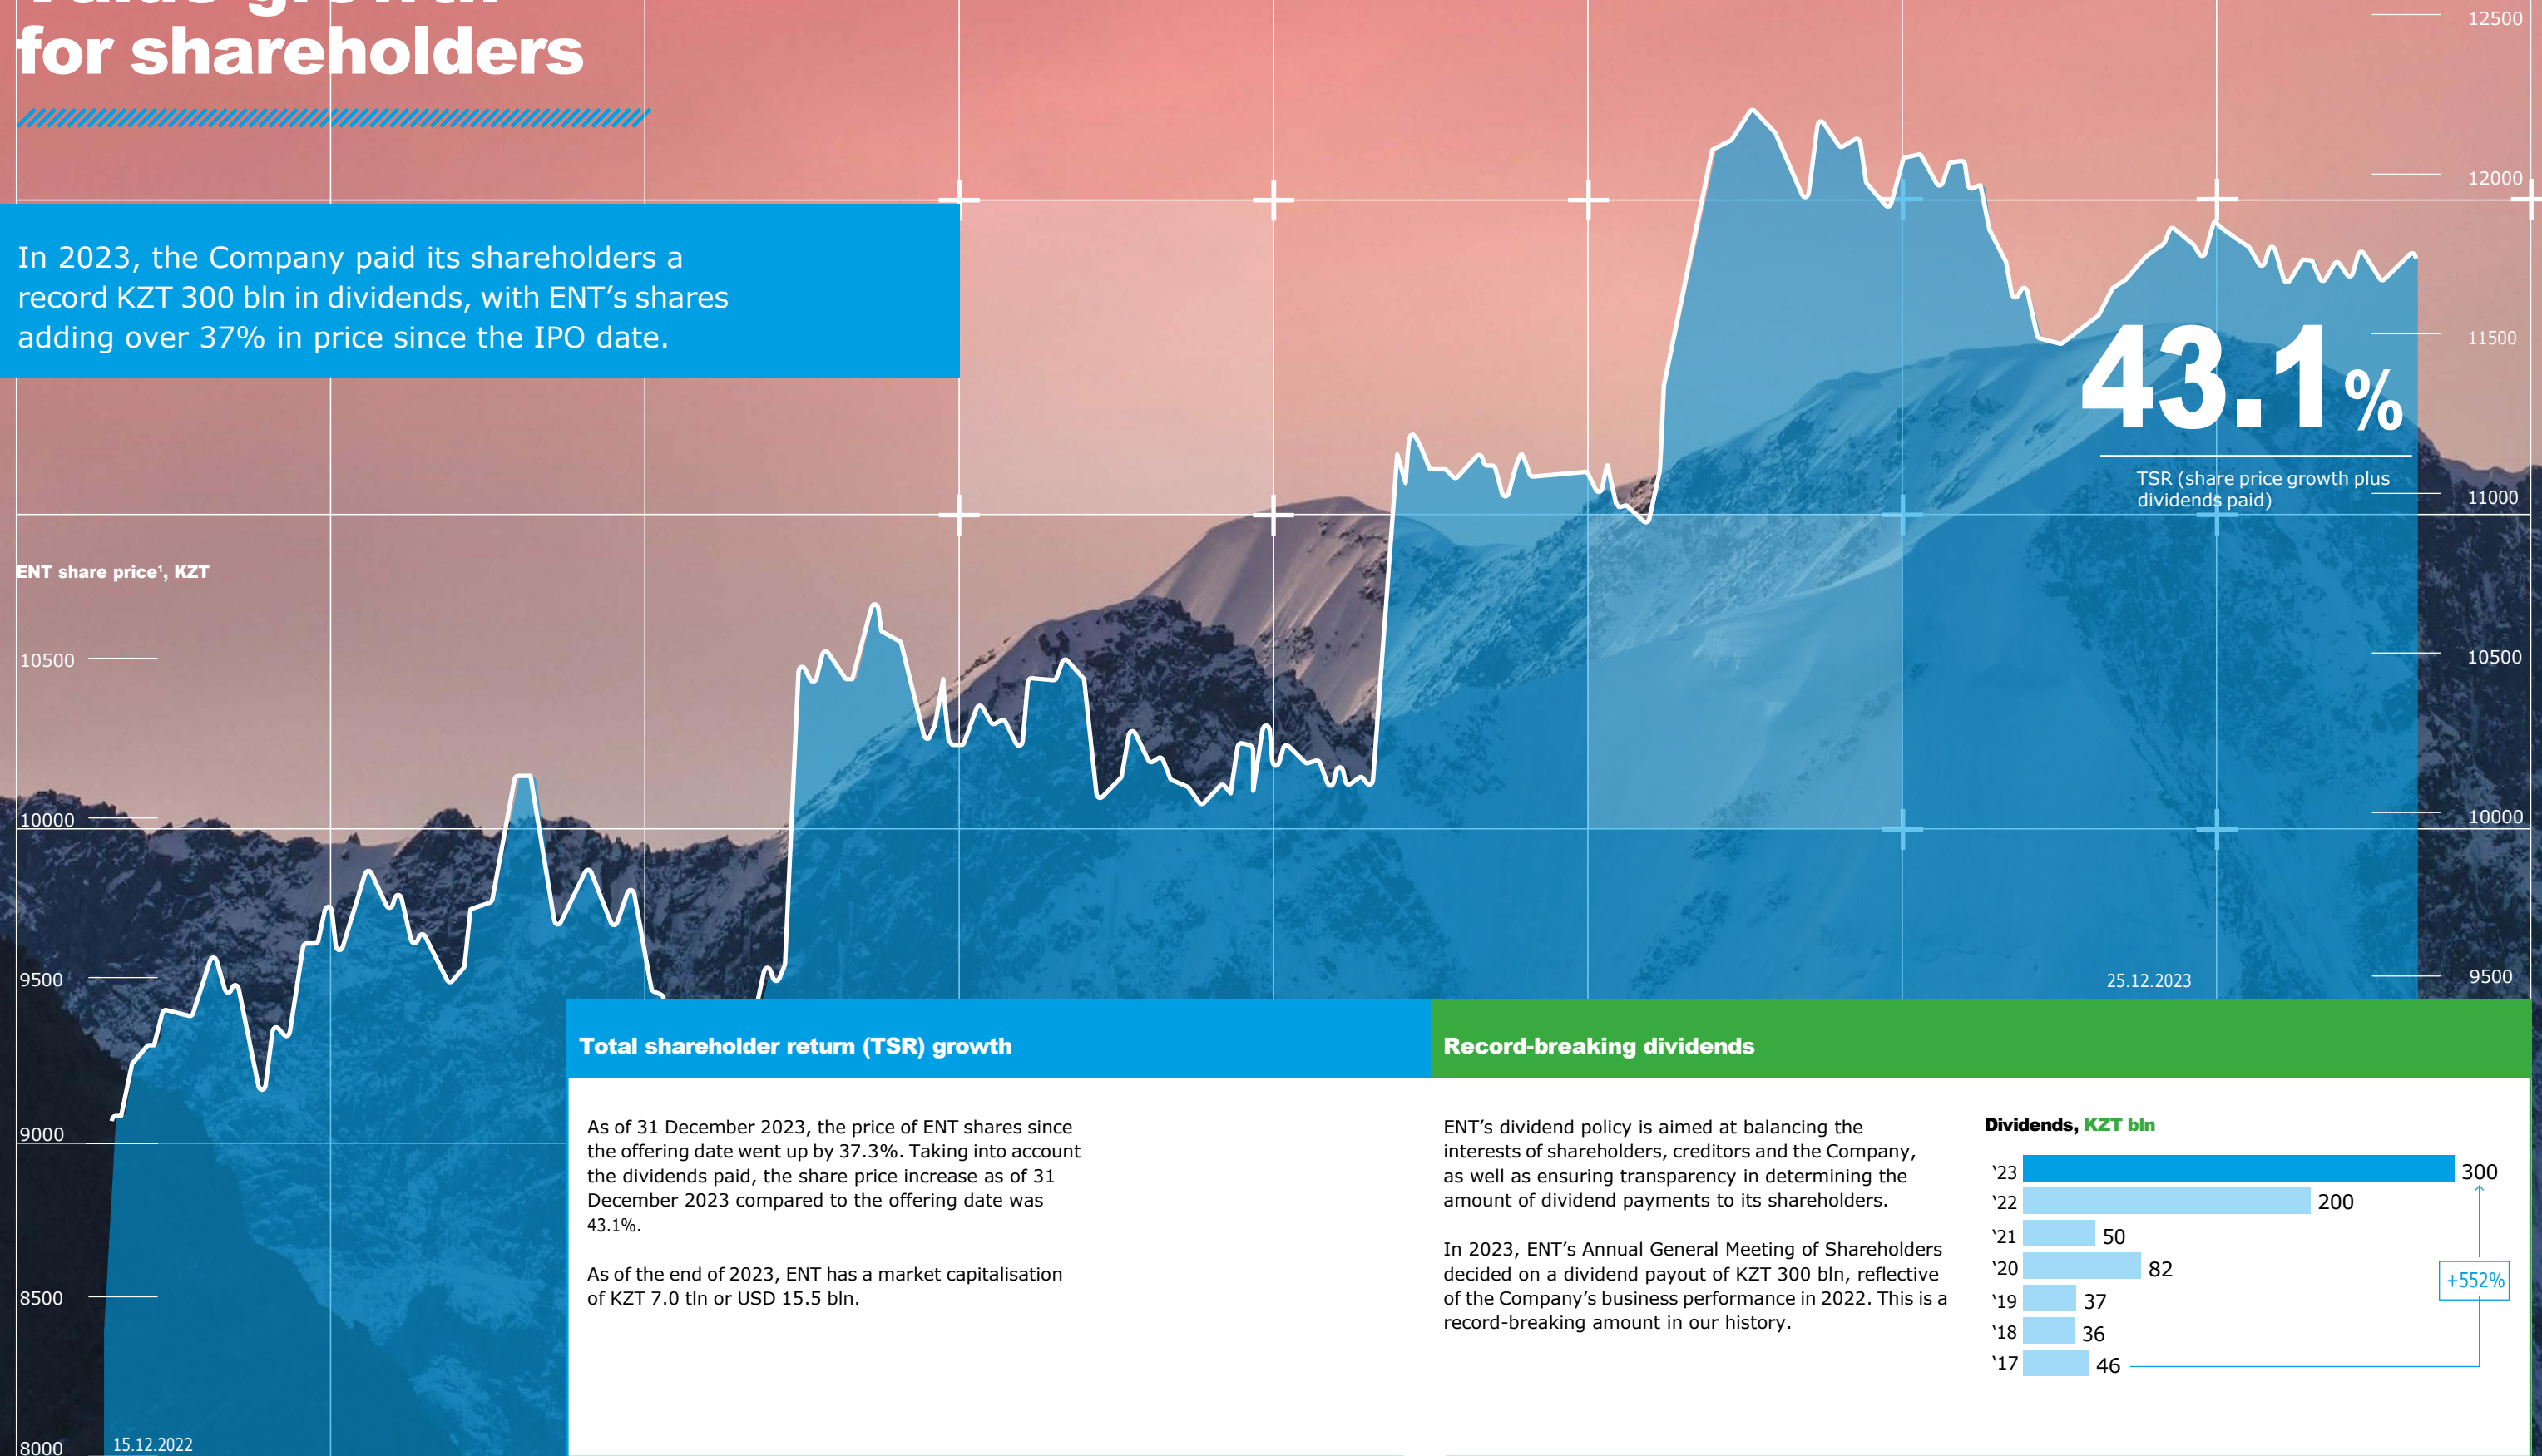 for shareholders
In 2023, the Company paid its shareholders a
record KZT 300 bln in dividends, with ENT’s shares
adding over 37% in price since the IPO date.
ENT share price¹, KZT
10500
10000
9500
9000
8500
8000
15.12.2022
12500
12000
11500
11000
10500
10000
9500
25.12.2023
43.1%
TSR (share price growth plus
dividends paid)
Total shareholder return (TSR) growth
As of 31 December 2023, the price of ENT shares since
the offering date went up by 37.3%. Taking into account
the dividends paid, the share price increase as of 31
December 2023 compared to the offering date was
43.1%.
As of the end of 2023, ENT has a market capitalisation
of KZT 7.0 tln or USD 15.5 bln.
Record-breaking dividends
ENT’s dividend policy is aimed at balancing the
interests of shareholders, creditors and the Company,
as well as ensuring transparency in determining the
amount of dividend payments to its shareholders.
In 2023, ENT’s Annual General Meeting of Shareholders
decided on a dividend payout of KZT 300 bln, reflective
of the Company’s business performance in 2022. This is a
record-breaking amount in our history.
Dividends, KZT bln
‘23 300
‘22 200
‘21 50
‘20 82
‘19 37
‘18 36
‘17 46
+552%